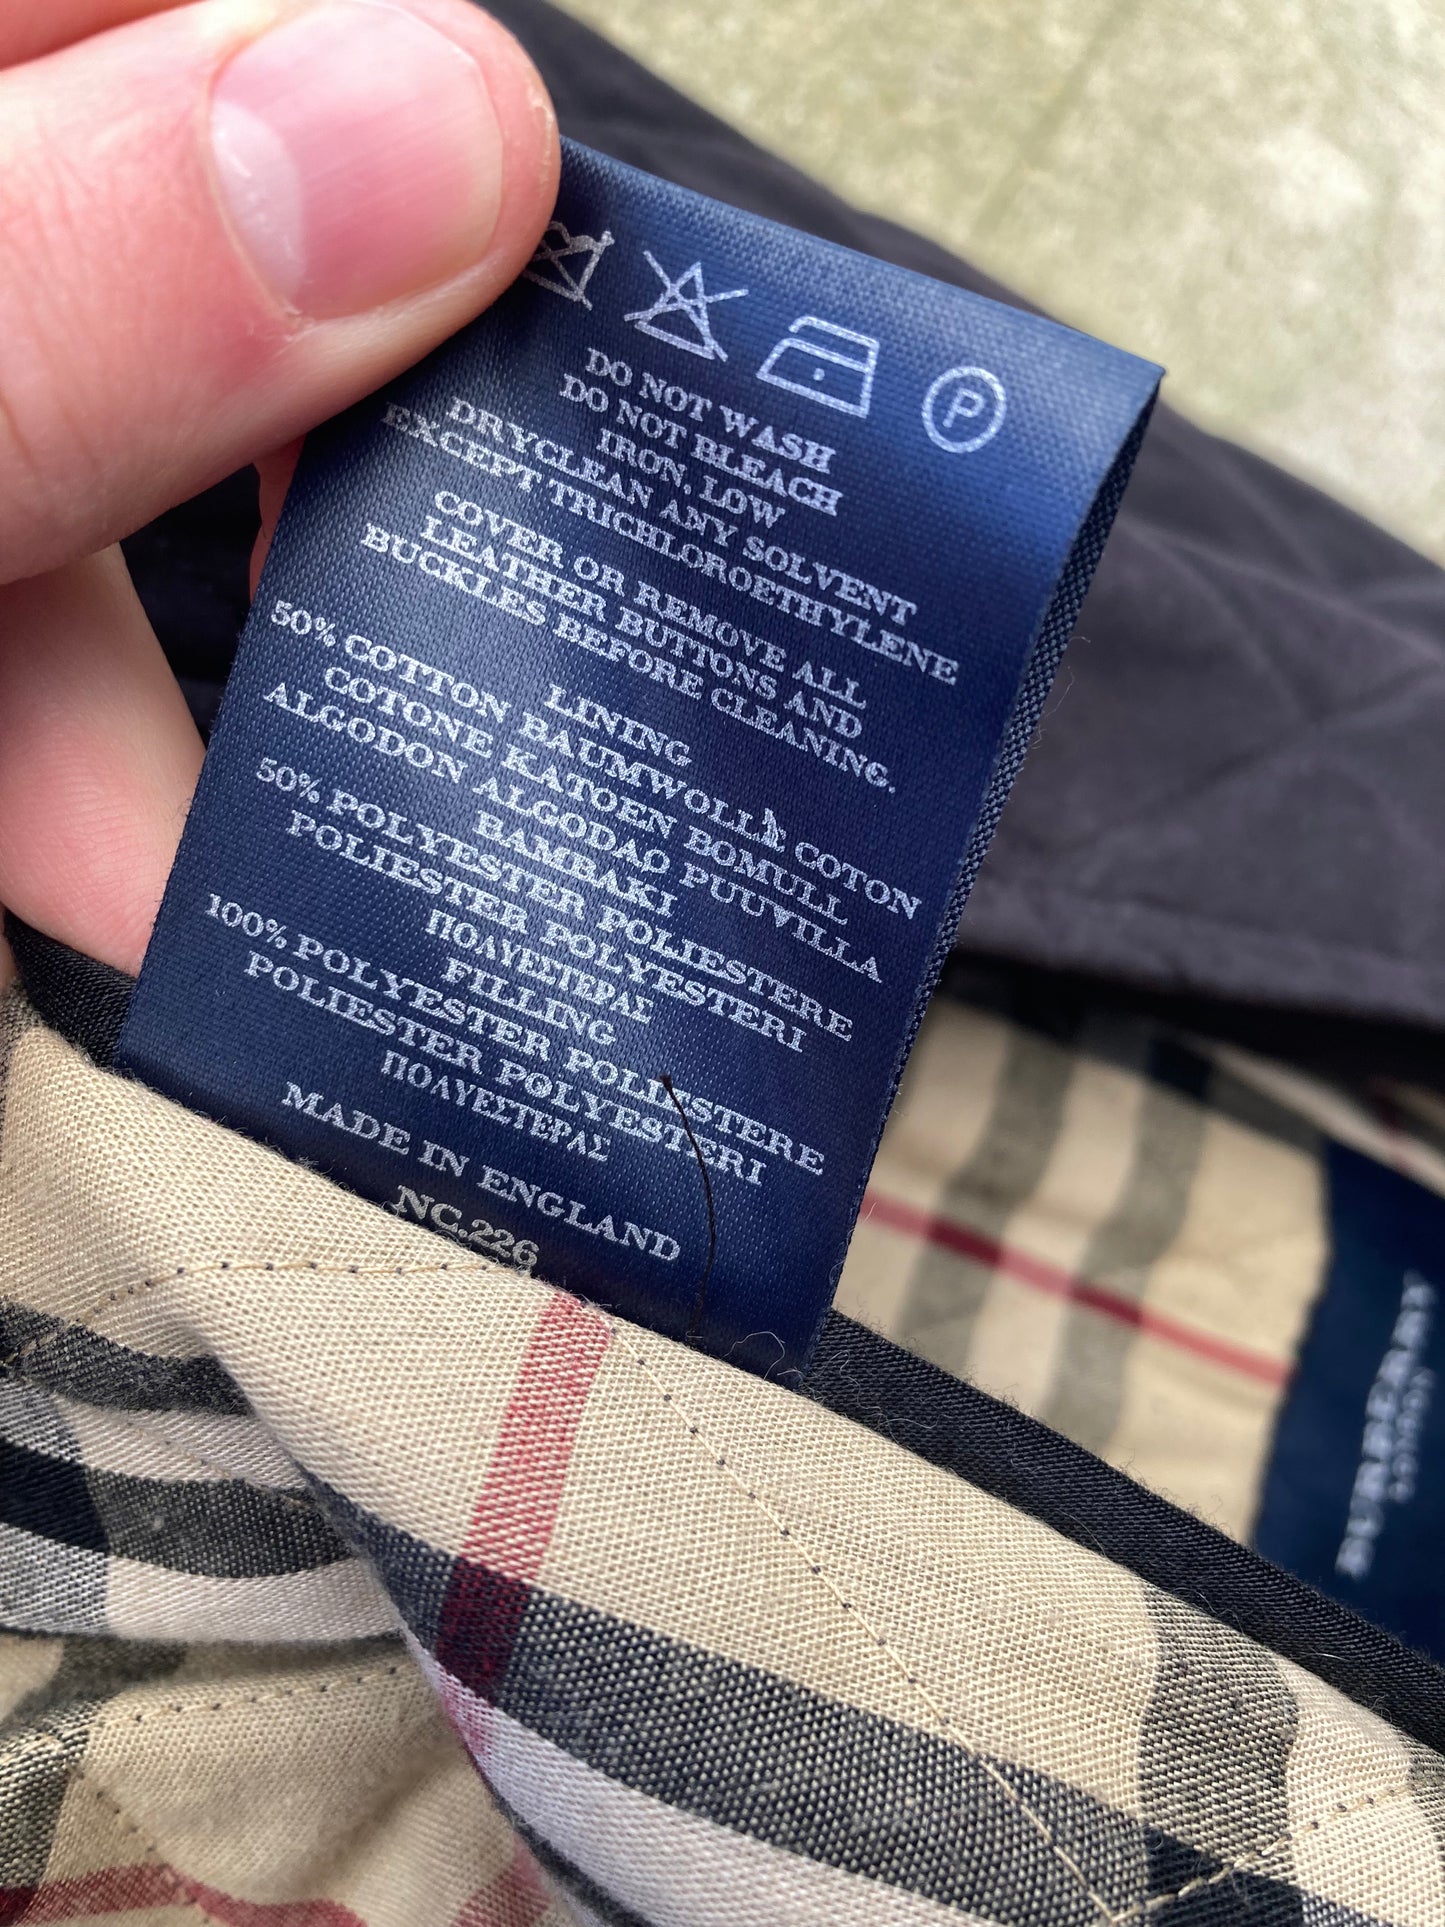 P
DO NOT WASH
DO NOT BLEACH
IRON, LOW
DRYCLEAN ANY SOLVENT
EXCEPT TRICHLOROETHYLENE
COVER OR REMOVE ALL
LEATHER BUTTONS AND
BUCKLES BEFORE CLEANING.
LINING
50% COTTON BAUMWOLLE COTON
COTONE KATOEN BOMULL
ALGODON ALGODAO PUUVILLA
BAMBAKI
50% POLYESTER POLIESTERE
POLIESTER POLYESTERI
ΠΟΛΥΕΣΤΕΡΑΣ
FILLING
100% POLYESTER POLIESTERE
POLIESTER POLYESTERI
ΠΟΛΥΕΣΤΕΡΑΣ
MADE IN ENGLAND
NC.226